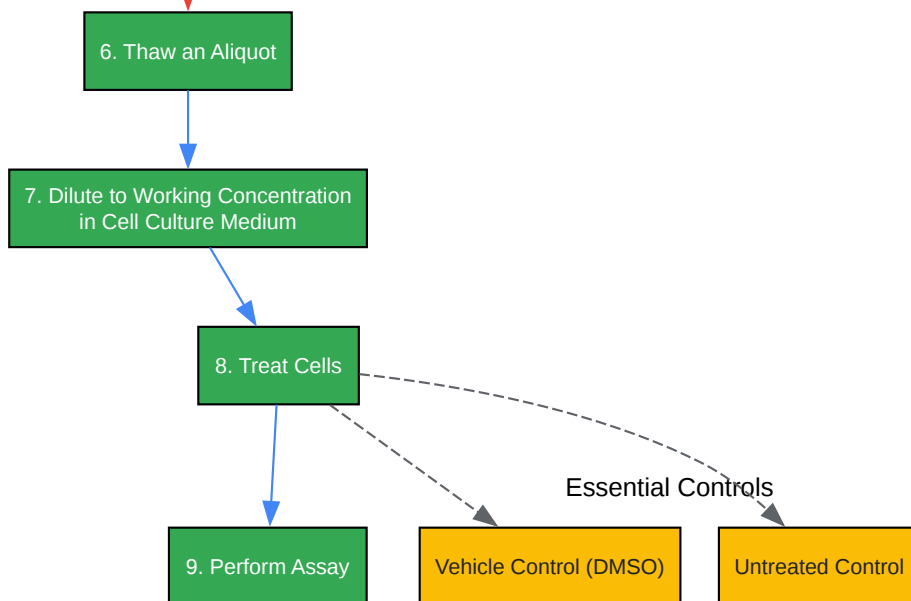 6. Thaw an Aliquot
7. Dilute to Working Concentration
in Cell Culture Medium
8. Treat Cells
Essential Controls
9. Perform Assay
Vehicle Control (DMSO)
Untreated Control